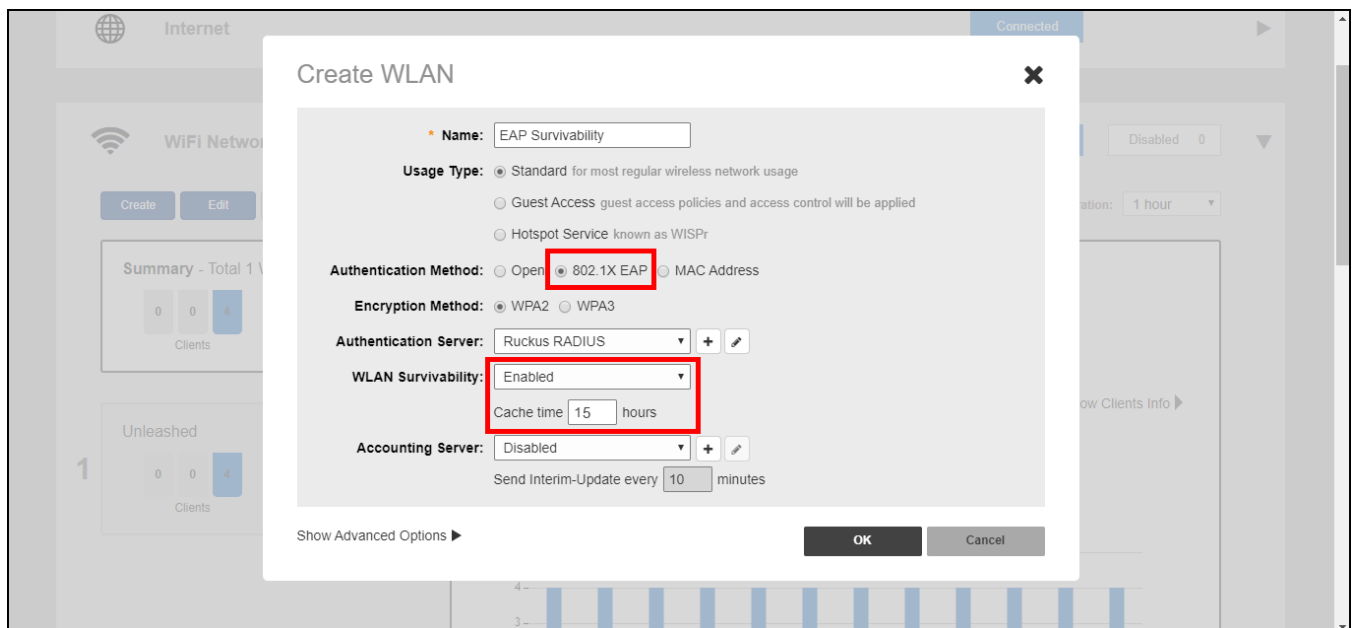 Internet
Connected
Create WLAN
* Name: EAP Survivability
WiFi Netwo
Disabled 0
Usage Type: Standard for most regular wireless network usage
Create Edit
Guest Access guest access policies and access control will be applied
ation: 1 hour
Hotspot Service known as WISPr
Summary - Total 1
Authentication Method: Open 802.1X EAP MAC Address
0 0 4
Encryption Method: WPA2 WPA3
Clients
Authentication Server: Ruckus RADIUS
WLAN Survivability: Enabled
Cache time 15 hours
ow Clients Info
Unleashed
Accounting Server: Disabled
1
0 0 4
Send Interim-Update every 10 minutes
Clients
Show Advanced Options
OK Cancel
4
3